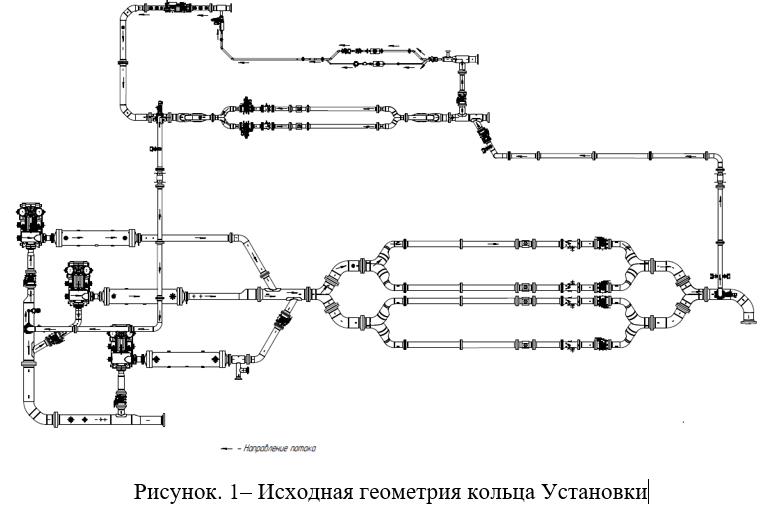 – Направление потока
Рисунок. 1– Исходная геометрия кольца Установки